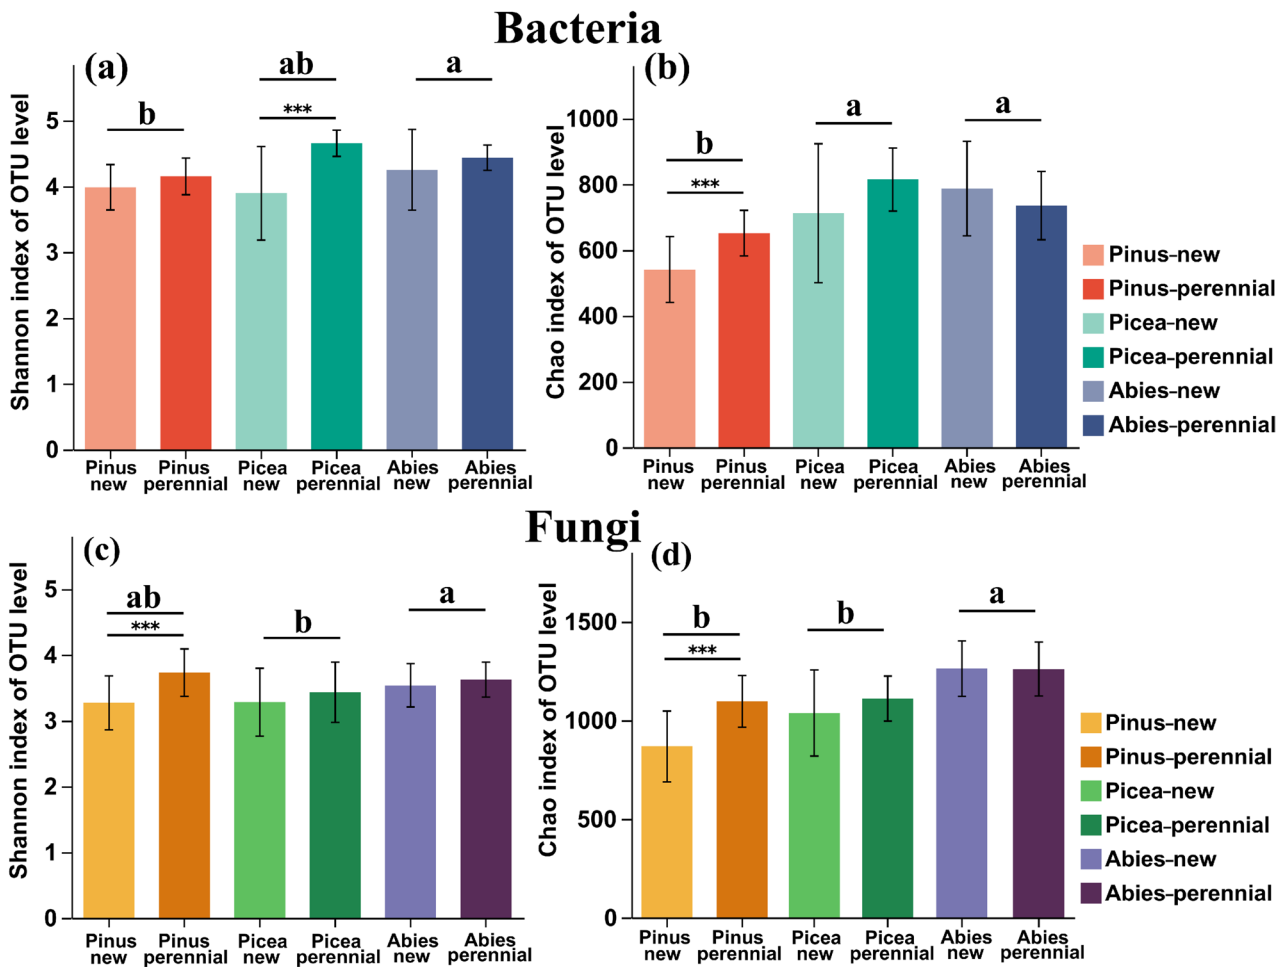 Bacteria
(a)
Shannon index of OTU level
5
4
3
2
1
0
b
ab
***
a
Pinus new
Pinus perennial
Picea new
Picea perennial
Abies new
Abies perennial
(b)
Chao index of OTU level
1000
800
600
400
200
0
b
***
a
a
Pinus new
Pinus perennial
Picea new
Picea perennial
Abies new
Abies perennial
Pinus-new
Pinus-perennial
Picea-new
Picea-perennial
Abies-new
Abies-perennial
Fungi
(c)
Shannon index of OTU level
5
4
3
2
1
0
ab
***
b
a
Pinus new
Pinus perennial
Picea new
Picea perennial
Abies new
Abies perennial
(d)
Chao index of OTU level
1500
1000
500
0
b
***
b
a
Pinus new
Pinus perennial
Picea new
Picea perennial
Abies new
Abies perennial
Pinus-new
Pinus-perennial
Picea-new
Picea-perennial
Abies-new
Abies-perennial